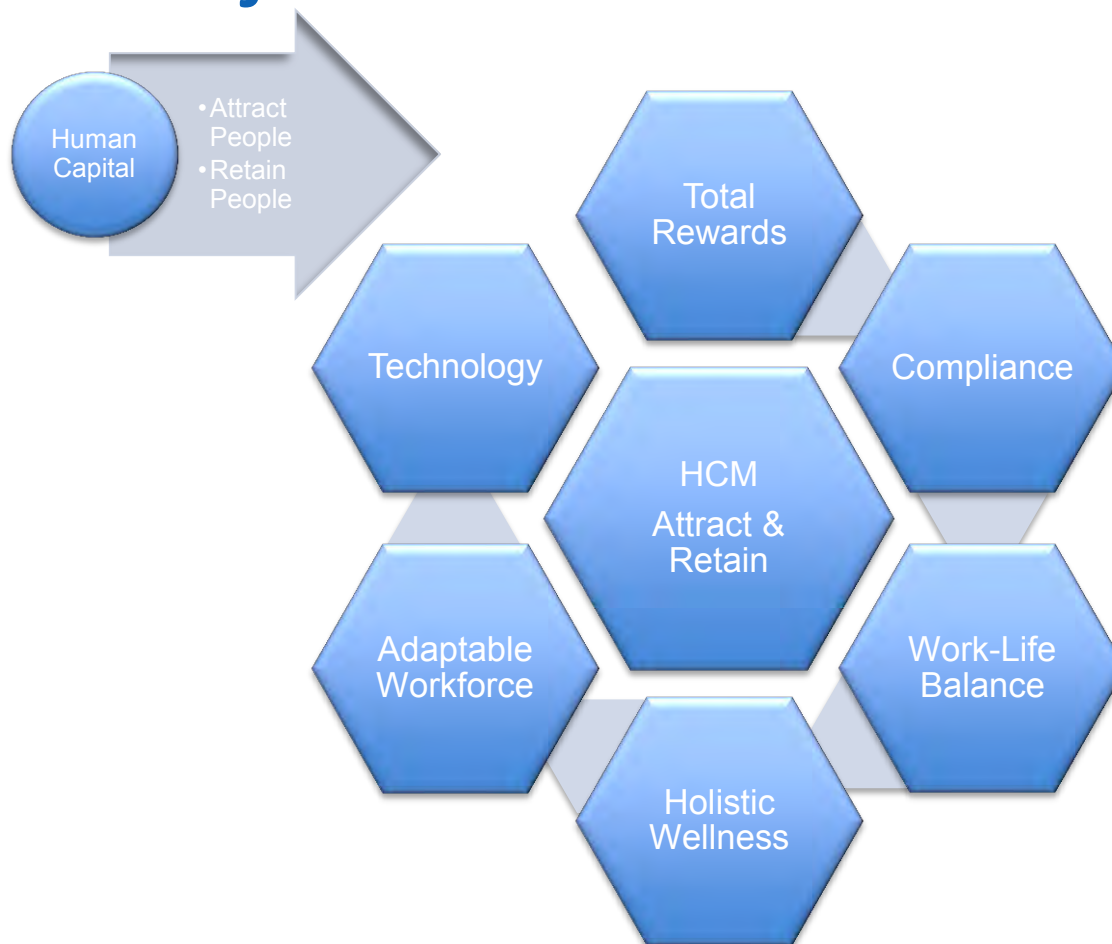 Human
Capital
•Attract
People
•Retain
People
Total
Rewards
Technology
Compliance
HCM
Attract &
Retain
Adaptable
Workforce
Work-Life
Balance
Holistic
Wellness